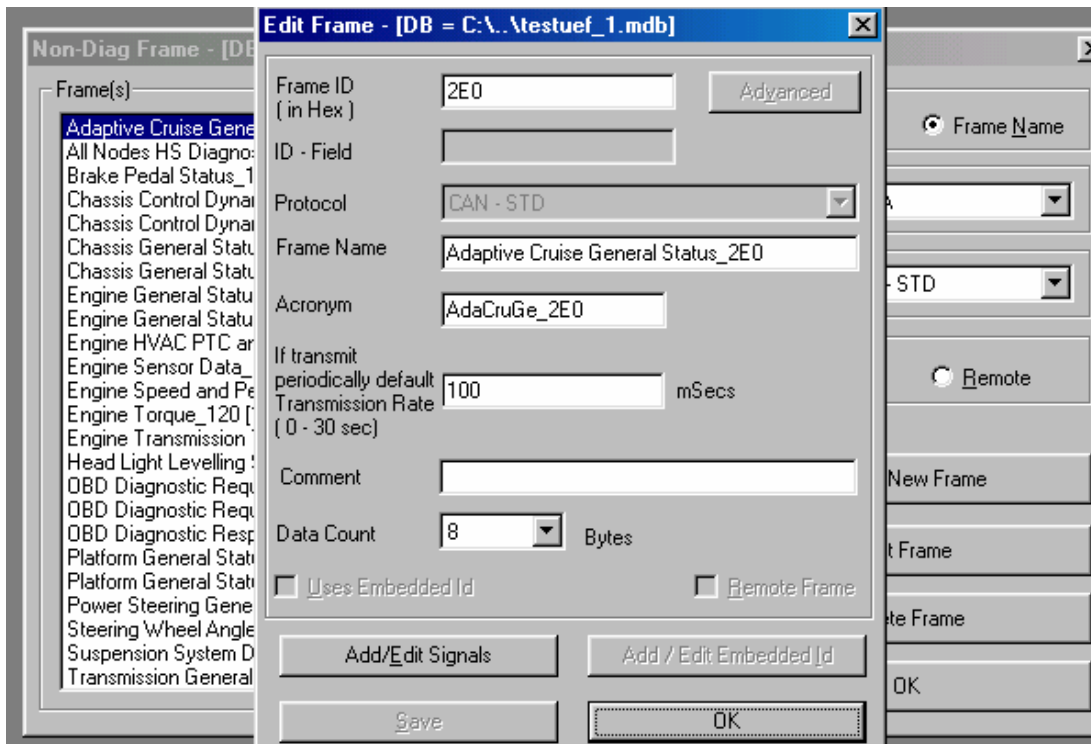 Non-Diag Frame - [DB
Frame(s)
Adaptive Cruise Gene
All Nodes HS Diagno
Brake Pedal Status_1
Chassis Control Dyna
Chassis Control Dyna
Chassis General Statu
Chassis General Statu
Engine General Statu
Engine General Statu
Engine HVAC PTC an
Engine Sensor Data_
Engine Speed and Pe
Engine Torque_120 [
Engine Transmission
Head Light Levelling
OBD Diagnostic Requ
OBD Diagnostic Requ
OBD Diagnostic Resp
Platform General Stat
Platform General Stat
Power Steering Gene
Steering Wheel Angle
Suspension System D
Transmission General
Edit Frame - [DB = C:\..\testuef_1.mdb]
Frame ID
( in Hex )
2E0
Advanced
ID - Field
Protocol
CAN - STD
Frame Name
Adaptive Cruise General Status_2E0
Acronym
AdaCruGe_2E0
If transmit
periodically default
Transmission Rate
( 0 - 30 sec)
100
mSecs
Comment
Data Count
8
Bytes
Uses Embedded Id
Remote Frame
Add/Edit Signals
Add / Edit Embedded Id
Save
OK
Frame Name
- STD
Remote
New Frame
t Frame
te Frame
OK